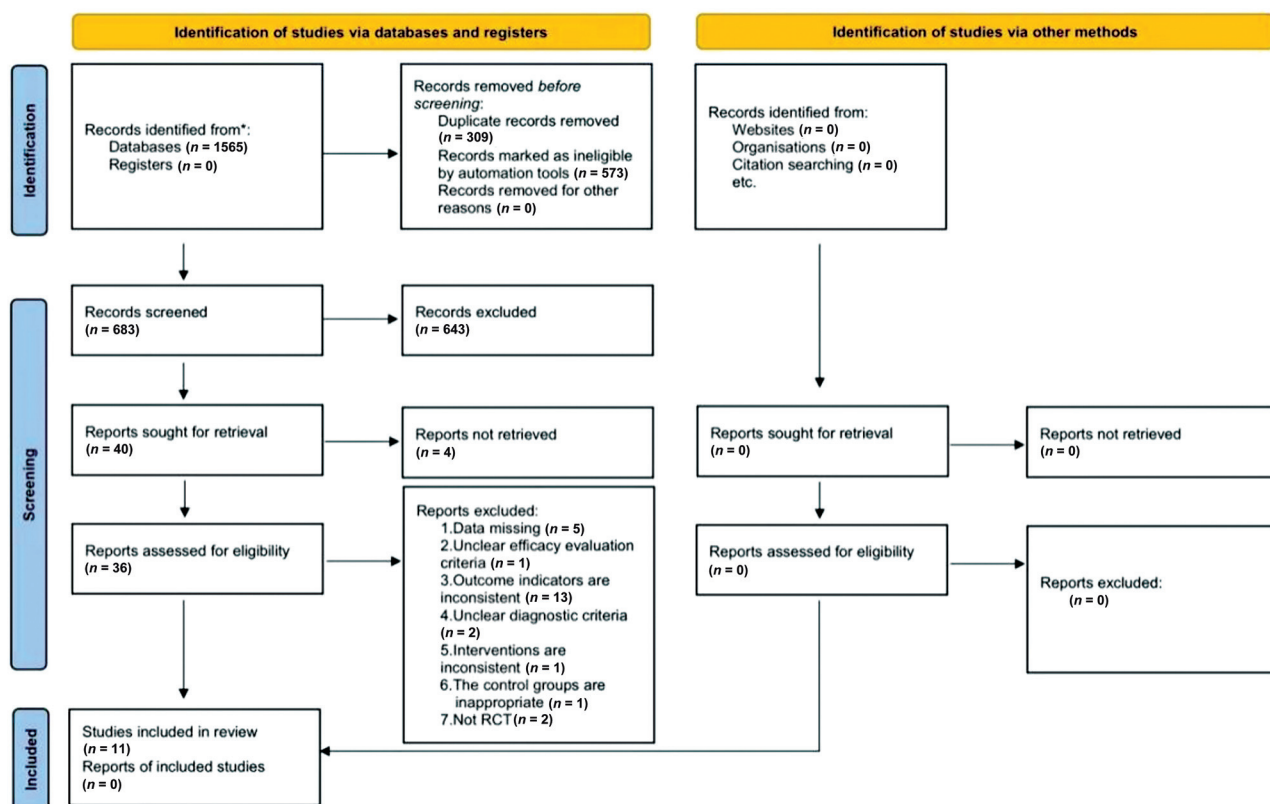 Identification of studies via databases and registers
Identification of studies via other methods
Identification
Records identified from*:
Databases (n = 1565)
Registers (n = 0)
Records removed before
screening:
Duplicate records removed
(n = 309)
Records marked as ineligible
by automation tools (n = 573)
Records removed for other
reasons (n = 0)
Records identified from:
Websites (n = 0)
Organisations (n = 0)
Citation searching (n = 0)
etc.
Screening
Records screened
(n = 683)
Records excluded
(n = 643)
Reports sought for retrieval
(n = 40)
Reports not retrieved
(n = 4)
Reports sought for retrieval
(n = 0)
Reports not retrieved
(n = 0)
Reports assessed for eligibility
(n = 36)
Reports excluded:
1.Data missing (n = 5)
2.Unclear efficacy evaluation
criteria (n = 1)
3.Outcome indicators are
inconsistent (n = 13)
4.Unclear diagnostic criteria
(n = 2)
5.Interventions are
inconsistent (n = 1)
6.The control groups are
inappropriate (n = 1)
7.Not RCT(n = 2)
Reports assessed for eligibility
(n = 0)
Reports excluded:
(n = 0)
Included
Studies included in review
(n = 11)
Reports of included studies
(n = 0)